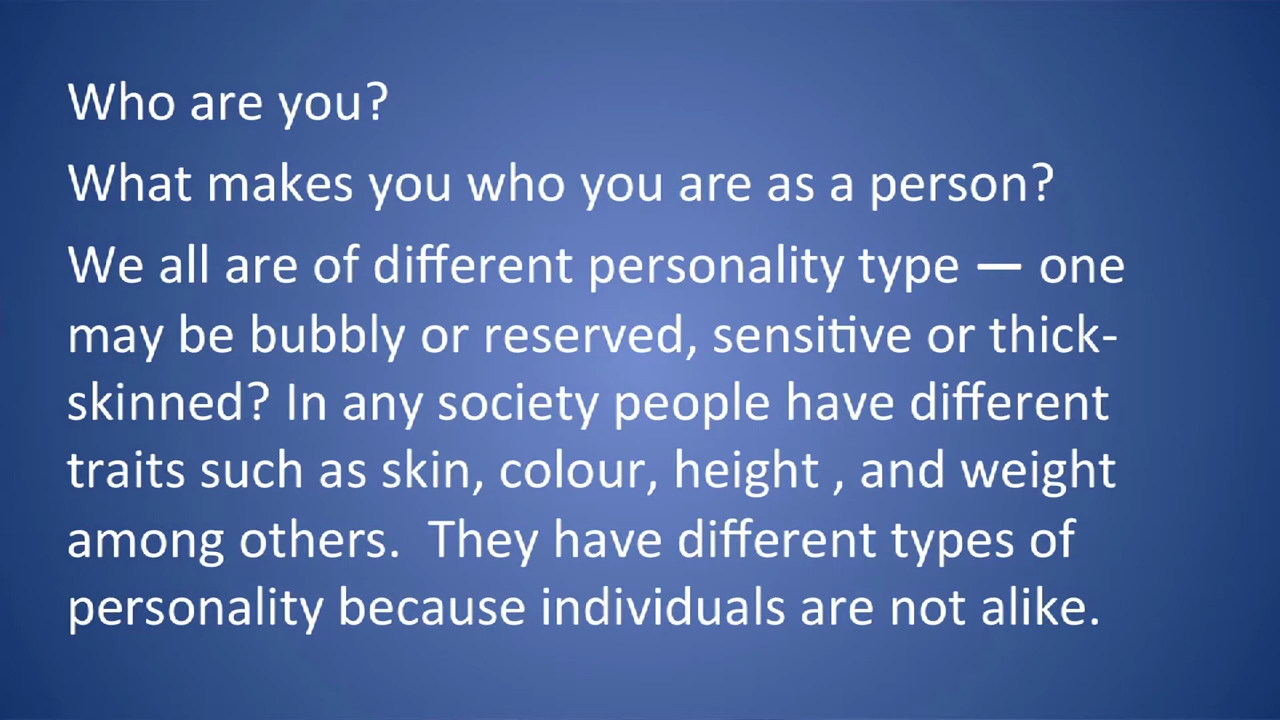 Who are you?
What makes you who you are as a person?
We all are of different personality type — one
may be bubbly or reserved, sensitive or thick-
skinned? In any society people have different
traits such as skin, colour, height , and weight
among others.  They have different types of
personality because individuals are not alike.